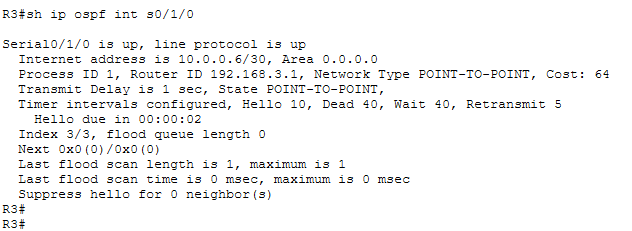 R3#sh ip ospf int s0/1/0

Serial0/1/0 is up, line protocol is up
  Internet address is 10.0.0.6/30, Area 0.0.0.0
  Process ID 1, Router ID 192.168.3.1, Network Type POINT-TO-POINT, Cost: 64
  Transmit Delay is 1 sec, State POINT-TO-POINT,
  Timer intervals configured, Hello 10, Dead 40, Wait 40, Retransmit 5
    Hello due in 00:00:02
  Index 3/3, flood queue length 0
  Next 0x0(0)/0x0(0)
  Last flood scan length is 1, maximum is 1
  Last flood scan time is 0 msec, maximum is 0 msec
  Suppress hello for 0 neighbor(s)
R3#
R3#